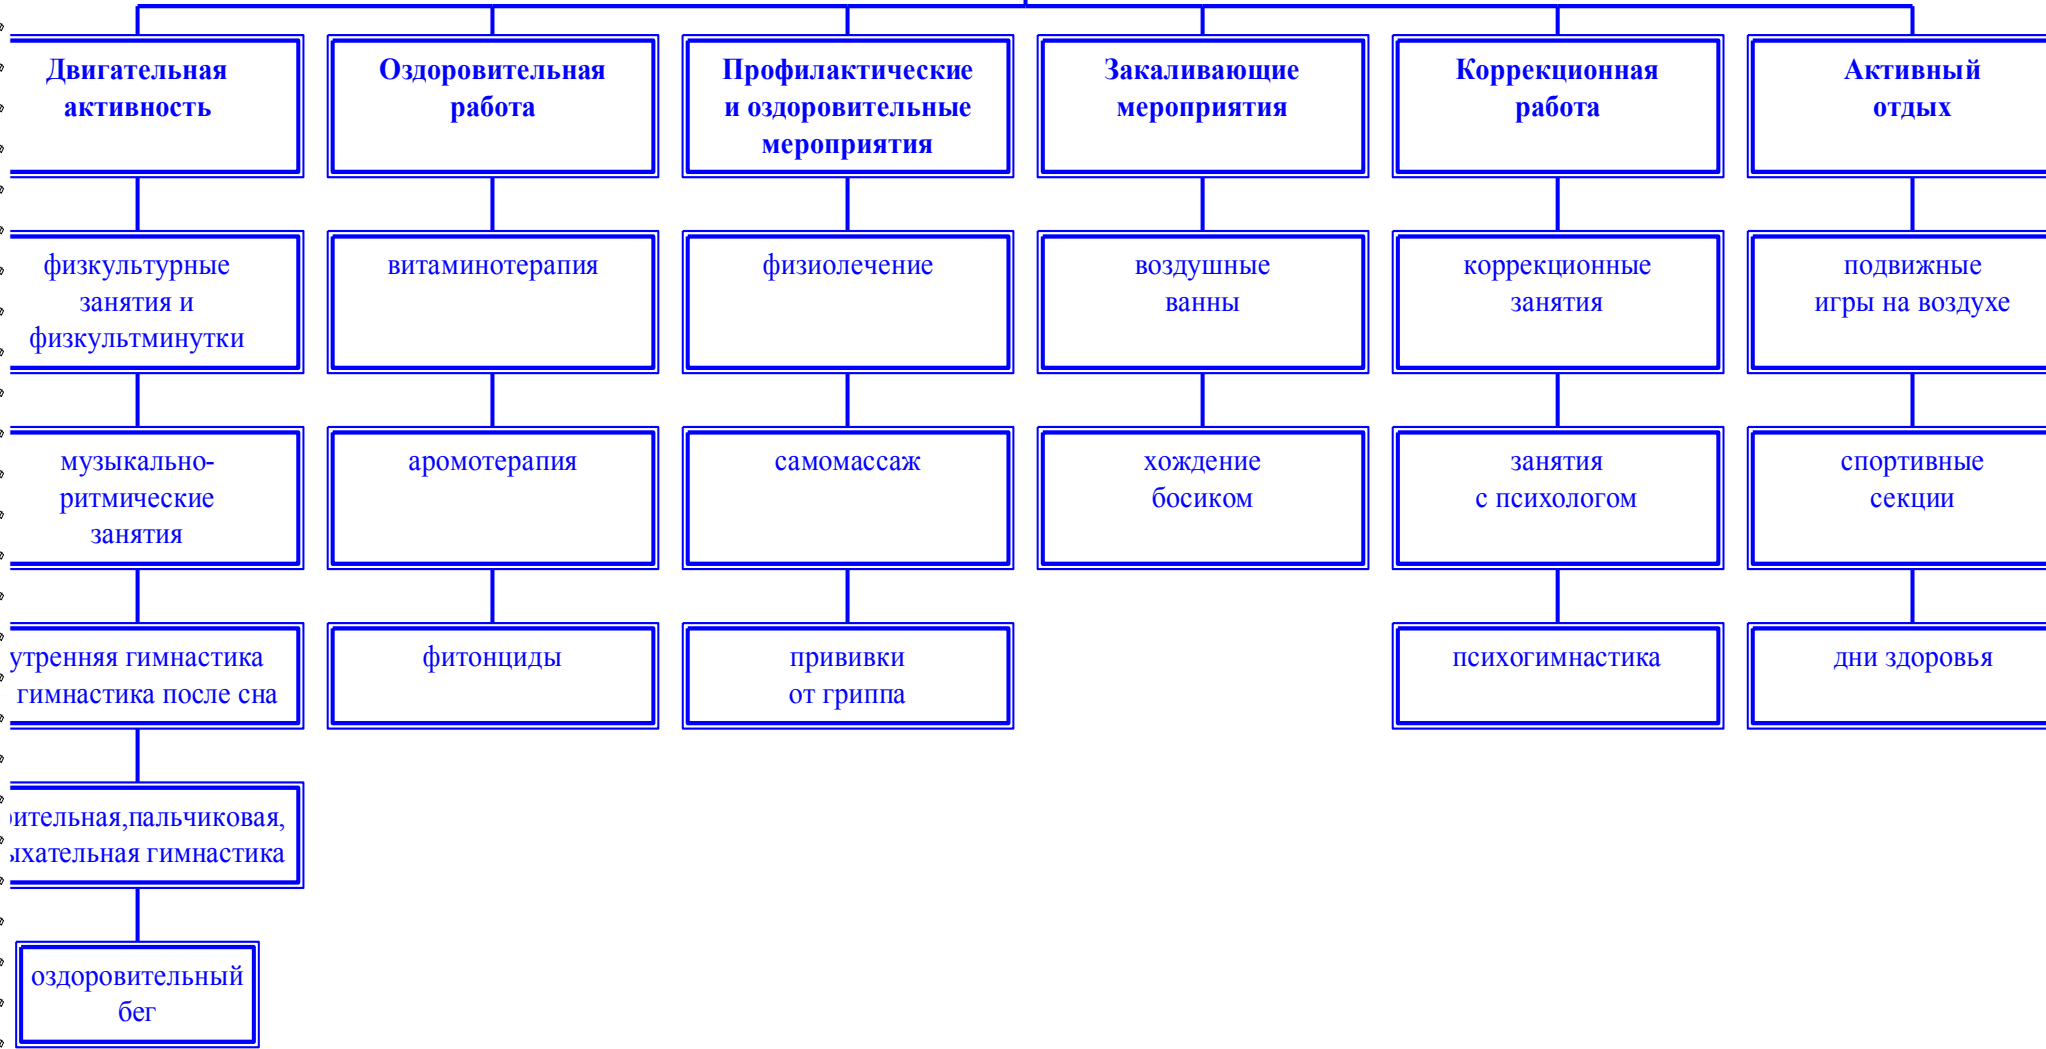 Двигательная
активность
физкультурные
занятия и
физкультминутки
музыкально-
ритмические
занятия
утренняя гимнастика
гимнастика после сна
пальчиковая,
гимнастика
оздоровительный
бег
Оздоровительная
работа
витаминотерапия
аромотерапия
фитонциды
Профилактические
и оздоровительные
мероприятия
физиолечение
самомассаж
прививки
от гриппа
Закаливающие
мероприятия
воздушные
ванны
хождение
босиком
Коррекционная
работа
коррекционные
занятия
занятия
с психологом
психогимнастика
Активный
отдых
подвижные
игры на воздухе
спортивные
секции
дни здоровья